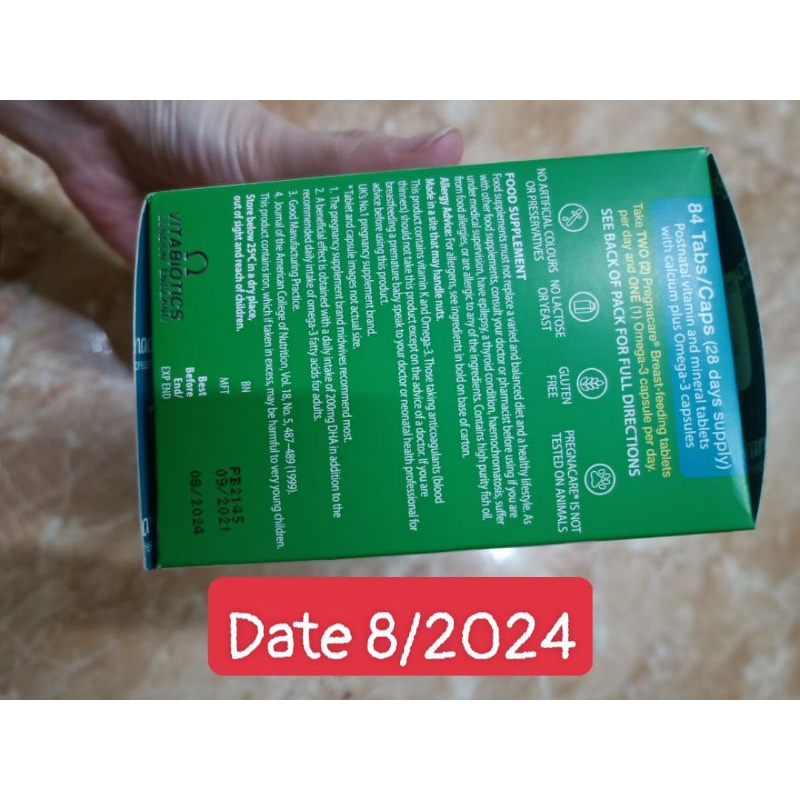 84 Tabs/Caps (28 days supply)
Postnatal vitamin and mineral tablets
with calcium plus Omega-3 capsules
Take TWO (2) Pregnacare® Breast-feeding tablets
per day and ONE (1) Omega-3 capsule per day.
SEE BACK OF PACK FOR FULL DIRECTIONS
NO ARTIFICIAL COLOURS
OR PRESERVATIVES
NO LACTOSE
OR YEAST
GLUTEN
FREE
PREGNACARE® IS NOT
TESTED ON ANIMALS
FOOD SUPPLEMENT
Food supplements must not replace a varied and balanced diet and a healthy lifestyle. As
with other food supplements, consult your doctor or pharmacist before using if you are
under medical supervision, have epilepsy, a thyroid condition, haemochromatosis, suffer
from food allergies, or are allergic to any of the ingredients. Contains high purity fish oil.
Allergy Advice: For allergens, see ingredients in bold on base of carton.
Made in a site that may handle nuts.
This product contains vitamin K and Omega-3. Those taking anticoagulants (blood
thinners) should not take this product except on the advice of a doctor. If you are
breastfeeding a premature baby speak to your doctor or neonatal health professional for
advice before using this product.
UK's No.1 pregnancy supplement brand.
*Tablet and capsule images not actual size.
1. The pregnancy supplement brand midwives recommend most.
2. A beneficial effect is obtained with a daily intake of 200mg DHA in addition to the
recommended daily intake of omega-3 fatty acids for adults.
3. Good Manufacturing Practice.
4. Journal of the American College of Nutrition, Vol. 18, No. 5, 487–489 (1999).
This product contains iron, which if taken in excess, may be harmful to very young children.
Store below 25°C in a dry place,
out of sight and reach of children.
BN
MFT
Best
Before
End/
EXP END
PB214S
09/2021
08/2024
VITABIOTICS
LONDON ENGLAND
Date 8/2024